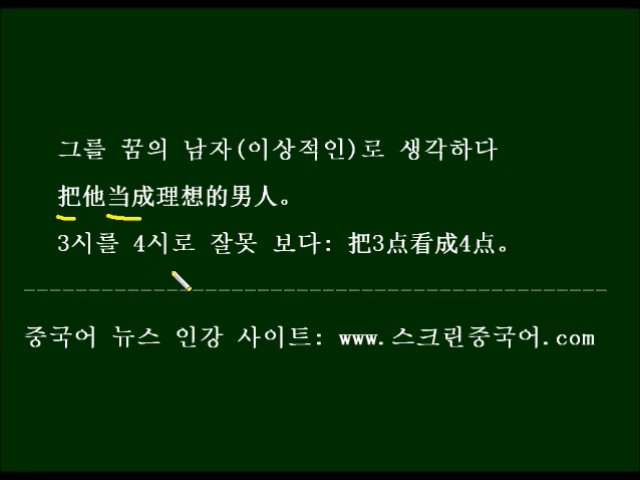 그를 꿈의 남자(이상적인)로 생각하다
把他当成理想的男人。
3시를 4시로 잘못 보다: 把3点看成4点。
중국어 뉴스 인강 사이트: www.스크린중국어.com